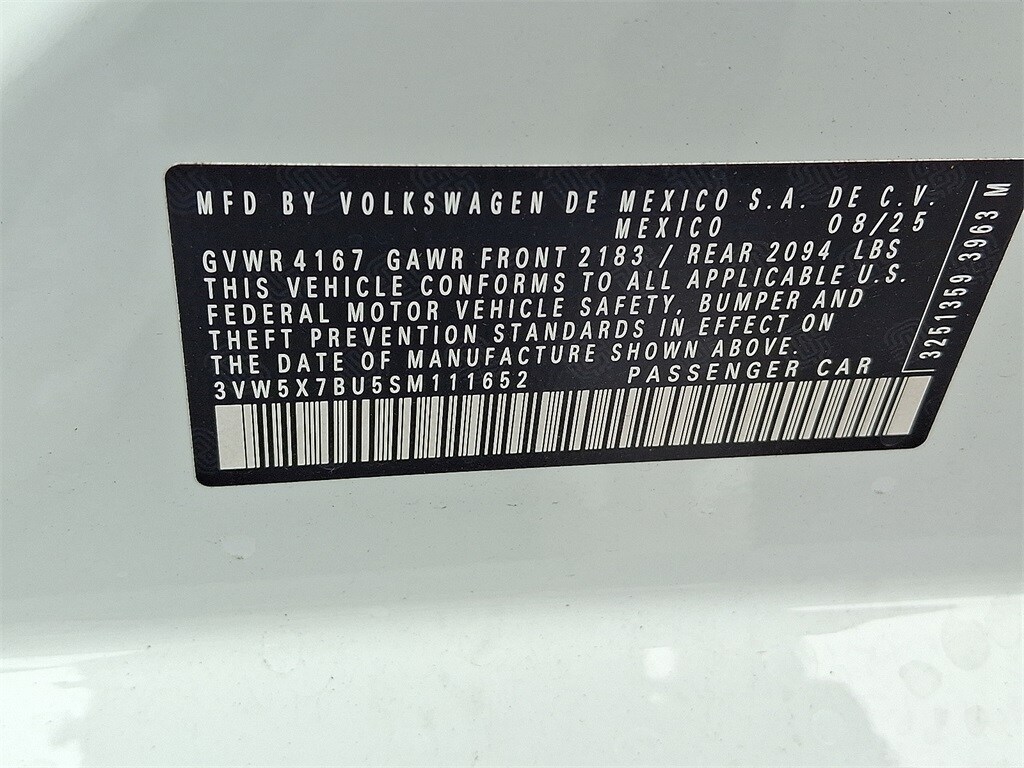 MFD BY VOLKSWAGEN DE MEXICO S.A. DE C.V.
MEXICO 08/25
GVWR 4167 GAWR FRONT 2183 / REAR 2094 LBS
THIS VEHICLE CONFORMS TO ALL APPLICABLE U.S.
FEDERAL MOTOR VEHICLE SAFETY, BUMPER AND
THEFT PREVENTION STANDARDS IN EFFECT ON
THE DATE OF MANUFACTURE SHOWN ABOVE.
3VW5X7BU5SM111652 PASSENGER CAR
3251359 3963 M